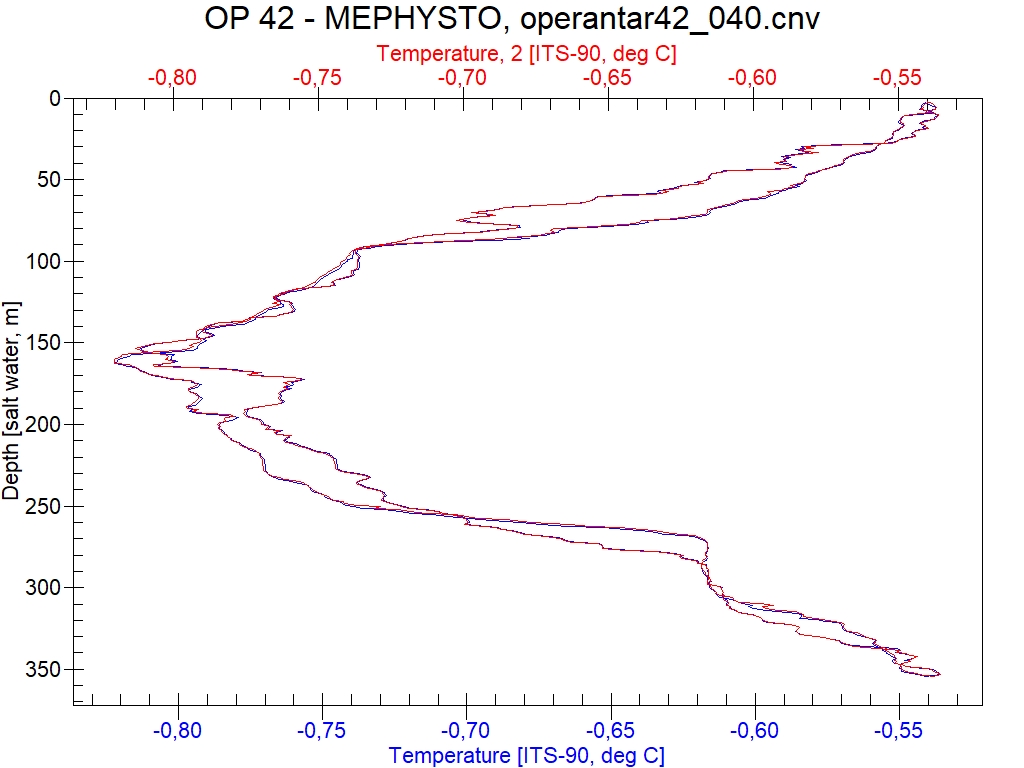 OP 42 - MEPHYSTO, operantar42_040.cnv
Temperature, 2 [ITS-90, deg C]
-0,80 -0,75 -0,70 -0,65 -0,60 -0,55
0
50
100
150
200
250
300
350
Depth [salt water, m]
-0,80 -0,75 -0,70 -0,65 -0,60 -0,55
Temperature [ITS-90, deg C]